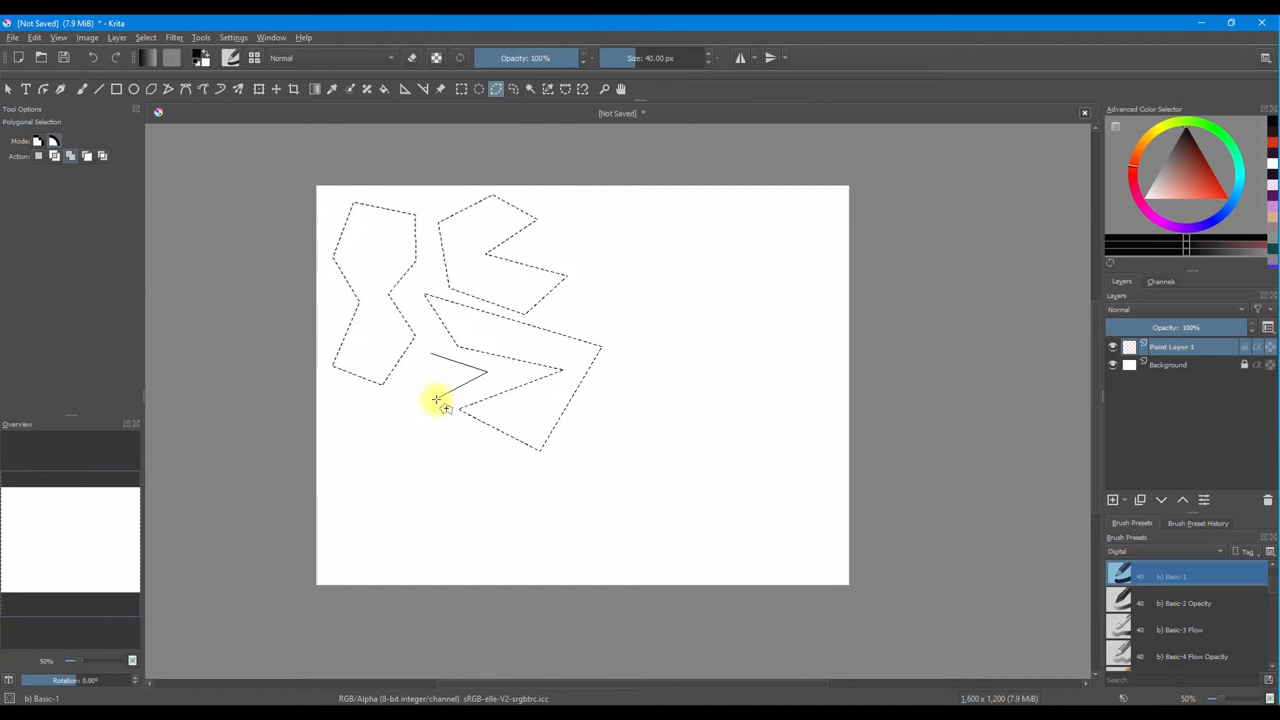 [Not Saved] (7.9 MiB) * - Krita
File Edit View Image Layer Select Filter Tools Settings Window Help
Normal
Opacity: 100%
Size: 40.00 px
Tool Options
[Not Saved] *
Advanced Color Selector
Polygonal Selection
Mode:
Action:
Layers Channels
Layers
Normal
Opacity: 100%
Paint Layer 1
Background
Overview
Brush Presets Brush Preset History
Brush Presets
Digital
Tag
40 b) Basic-1
40 b) Basic-2 Opacity
40 b) Basic-3 Flow
40 b) Basic-4 Flow Opacity
50%
Rotation: 0.00°
Search
b) Basic-1
RGB/Alpha (8-bit integer/channel) sRGB-elle-V2-srgbtrc.icc
1,600 x 1,200 (7.9 MiB)
50%